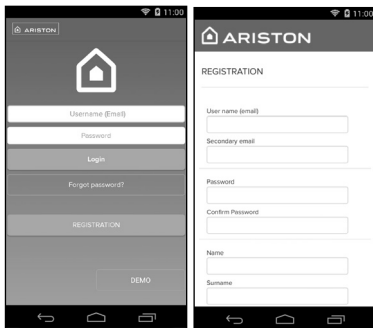 11:00
ARISTON
Username (Email)
Password
Login
Forgot password?
REGISTRATION
DEMO
11:00
ARISTON
REGISTRATION
User name (email)
Secondary email
Password
Confirm Password
Name
Surname